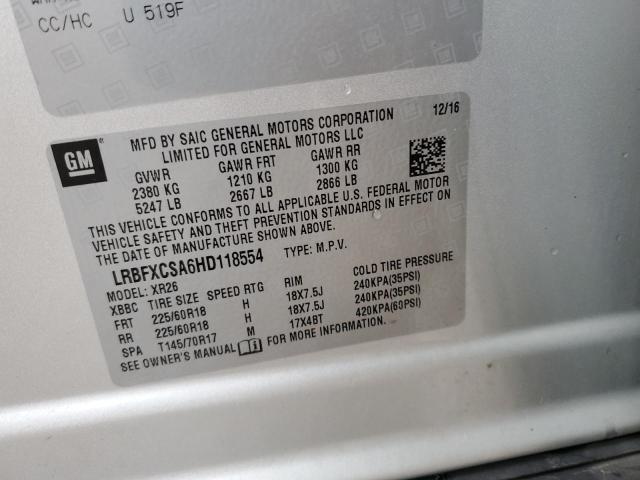 CC/HC U 519F
GM
MFD BY SAIC GENERAL MOTORS CORPORATION 12/16
LIMITED FOR GENERAL MOTORS LLC
GVWR GAWR FRT GAWR RR
2380 KG 1210 KG 1300 KG
5247 LB 2667 LB 2866 LB
THIS VEHICLE CONFORMS TO ALL APPLICABLE U.S. FEDERAL MOTOR
VEHICLE SAFETY AND THEFT PREVENTION STANDARDS IN EFFECT ON
THE DATE OF MANUFACTURE SHOWN ABOVE.
LRBFXCSA6HD118554 TYPE: M.P.V.
MODEL: XR26
XBBC TIRE SIZE SPEED RTG RIM COLD TIRE PRESSURE
FRT 225/60R18 H 18X7.5J 240KPA(35PSI)
RR 225/60R18 H 18X7.5J 240KPA(35PSI)
SPA T145/70R17 M 17X4BT 420KPA(60PSI)
SEE OWNER'S MANUAL FOR MORE INFORMATION.